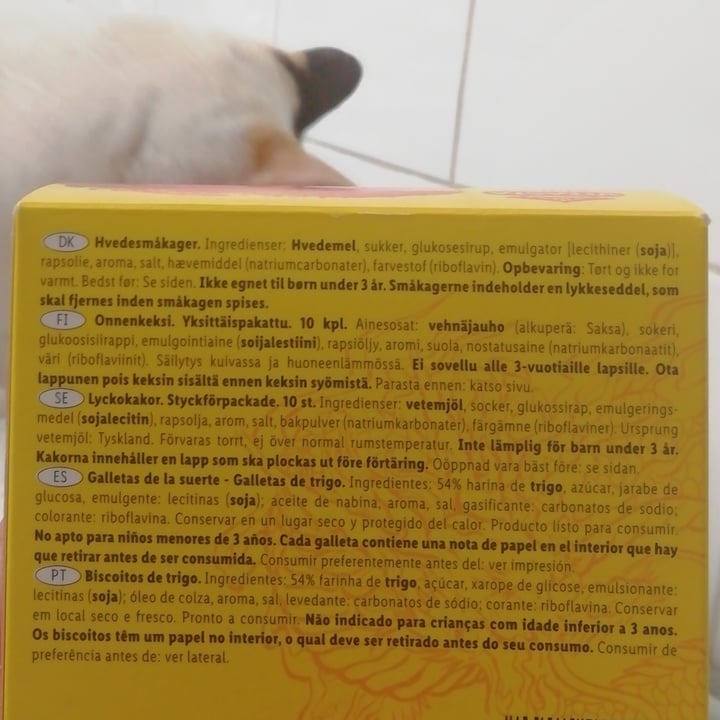 DK Hvedesmåkager. Ingredienser: Hvedemel, sukker, glukosesirup, emulgator [lecithiner (soja)],
rapsolie, aroma, salt, hævemiddel (natriumcarbonater), farvestof (riboflavin). Opbevaring: Tørt og ikke for
varmt. Bedst før: Se siden. Ikke egnet til børn under 3 år. Småkagerne indeholder en lykkeseddel, som
skal fjernes inden småkagen spises.
FI Onnenkeksi. Yksittäispakattu. 10 kpl. Ainesosat: vehnäjauho (alkuperä: Saksa), sokeri,
glukoosisiirappi, emulgointiaine (soijalestiini), rapsiöljy, aromi, suola, nostatusaine (natriumkarbonaatit),
väri (riboflaviinit). Säilytys kuivassa ja huoneenlämmössä. Ei sovellu alle 3-vuotiaille lapsille. Ota
lappunen pois keksin sisältä ennen keksin syömistä. Parasta ennen: katso sivu.
SE Lyckokakor. Styckförpackade. 10 st. Ingredienser: vetemjöl, socker, glukossirap, emulgerings-
medel (sojalecitin), rapsolja, arom, salt, bakpulver (natriumkarbonater), färgämne (riboflaviner). Ursprung
vetemjöl: Tyskland. Förvaras torrt, ej över normal rumstemperatur. Inte lämplig för barn under 3 år.
Kakorna innehåller en lapp som ska plockas ut före förtäring. Oöppnad vara bäst före: se sidan.
ES Galletas de la suerte - Galletas de trigo. Ingredientes: 54% harina de trigo, azúcar, jarabe de
glucosa, emulgente: lecitinas (soja); aceite de nabina, aroma, sal, gasificante: carbonatos de sodio;
colorante: riboflavina. Conservar en un lugar seco y protegido del calor. Producto listo para consumir.
No apto para niños menores de 3 años. Cada galleta contiene una nota de papel en el interior que hay
que retirar antes de ser consumida. Consumir preferentemente antes del: ver impresión.
PT Biscoitos de trigo. Ingredientes: 54% farinha de trigo, açúcar, xarope de glicose, emulsionante:
lecitinas (soja); óleo de colza, aroma, sal, levedante: carbonatos de sódio; corante: riboflavina. Conservar
em local seco e fresco. Pronto a consumir. Não indicado para crianças com idade inferior a 3 anos.
Os biscoitos têm um papel no interior, o qual deve ser retirado antes do seu consumo. Consumir de
preferência antes de: ver lateral.